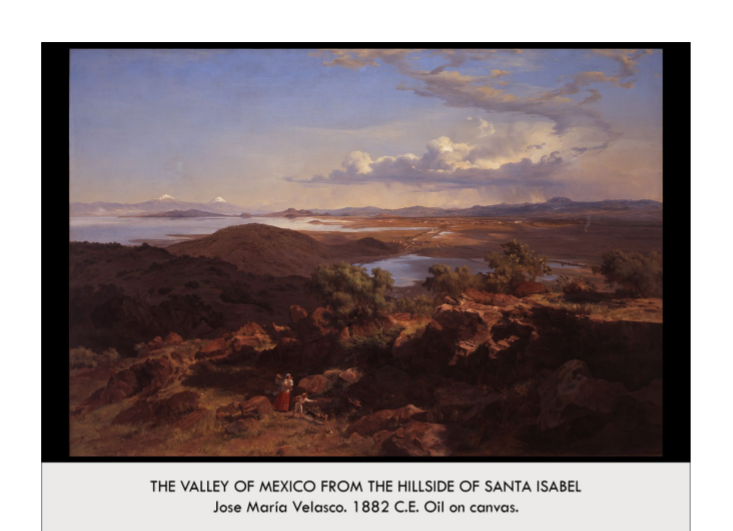 THE VALLEY OF MEXICO FROM THE HILLSIDE OF SANTA ISABEL
Jose María Velasco. 1882 C.E. Oil on canvas.